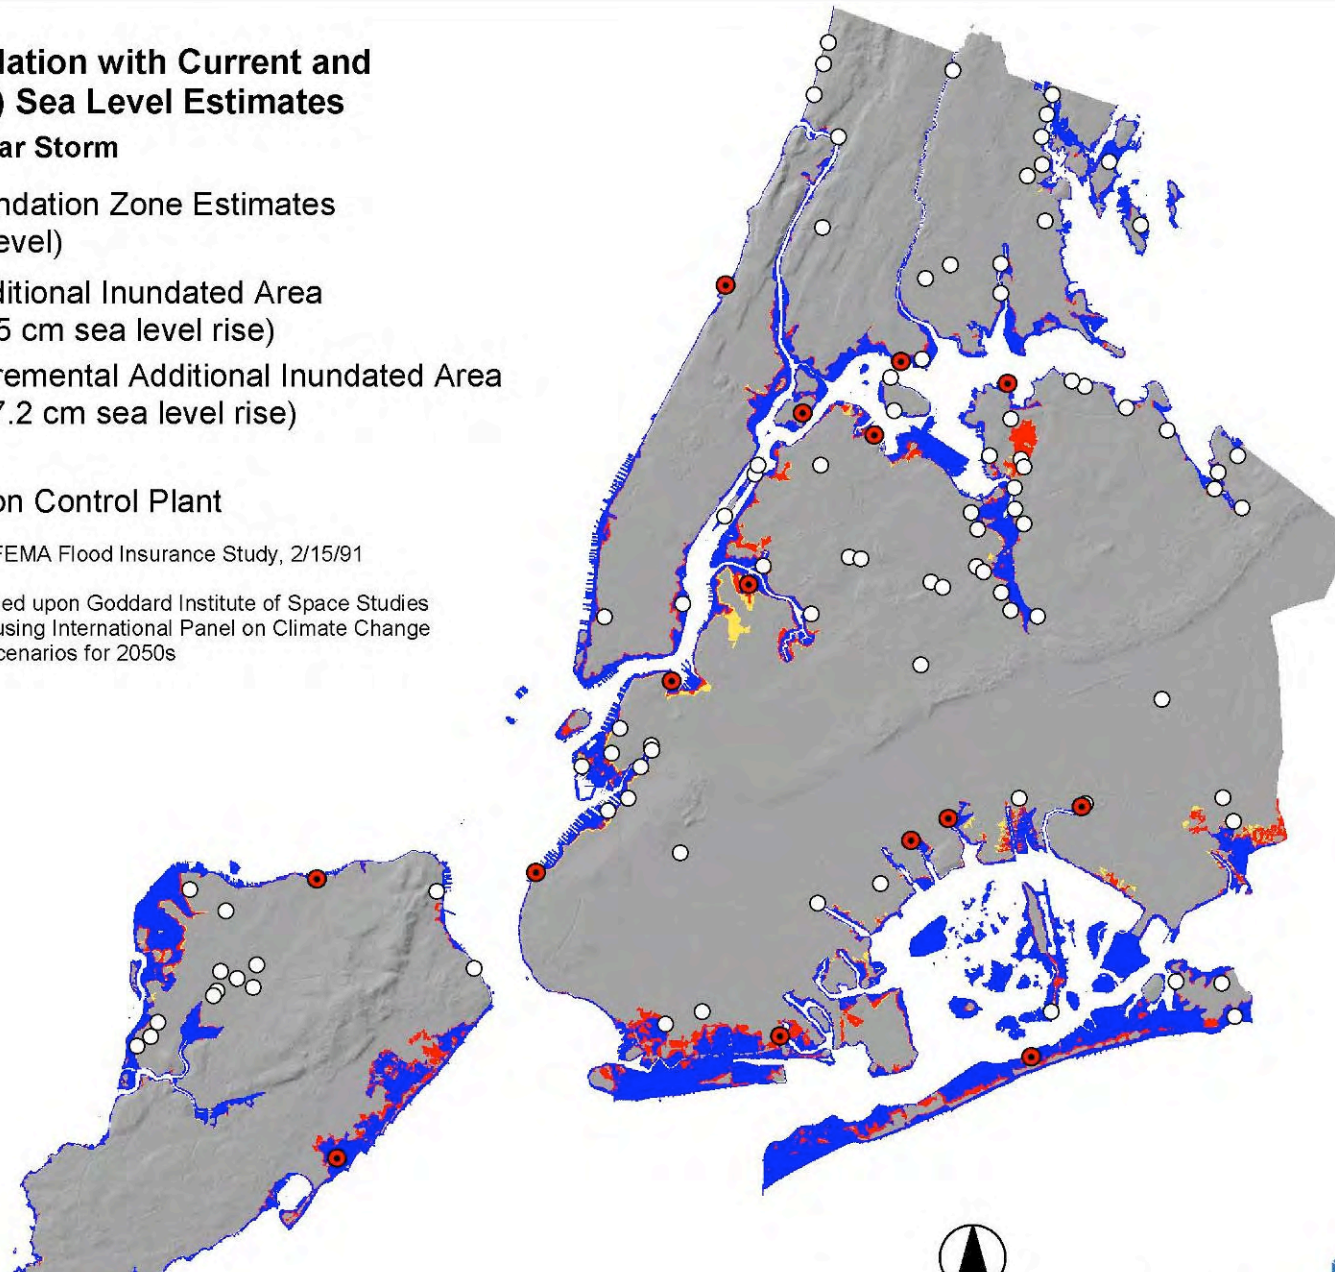 lation with Current and
) Sea Level Estimates
ar Storm
ndation Zone Estimates
evel)
ditional Inundated Area
5 cm sea level rise)
remental Additional Inundated Area
7.2 cm sea level rise)
on Control Plant
FEMA Flood Insurance Study, 2/15/91
ed upon Goddard Institute of Space Studies
using International Panel on Climate Change
cenarios for 2050s